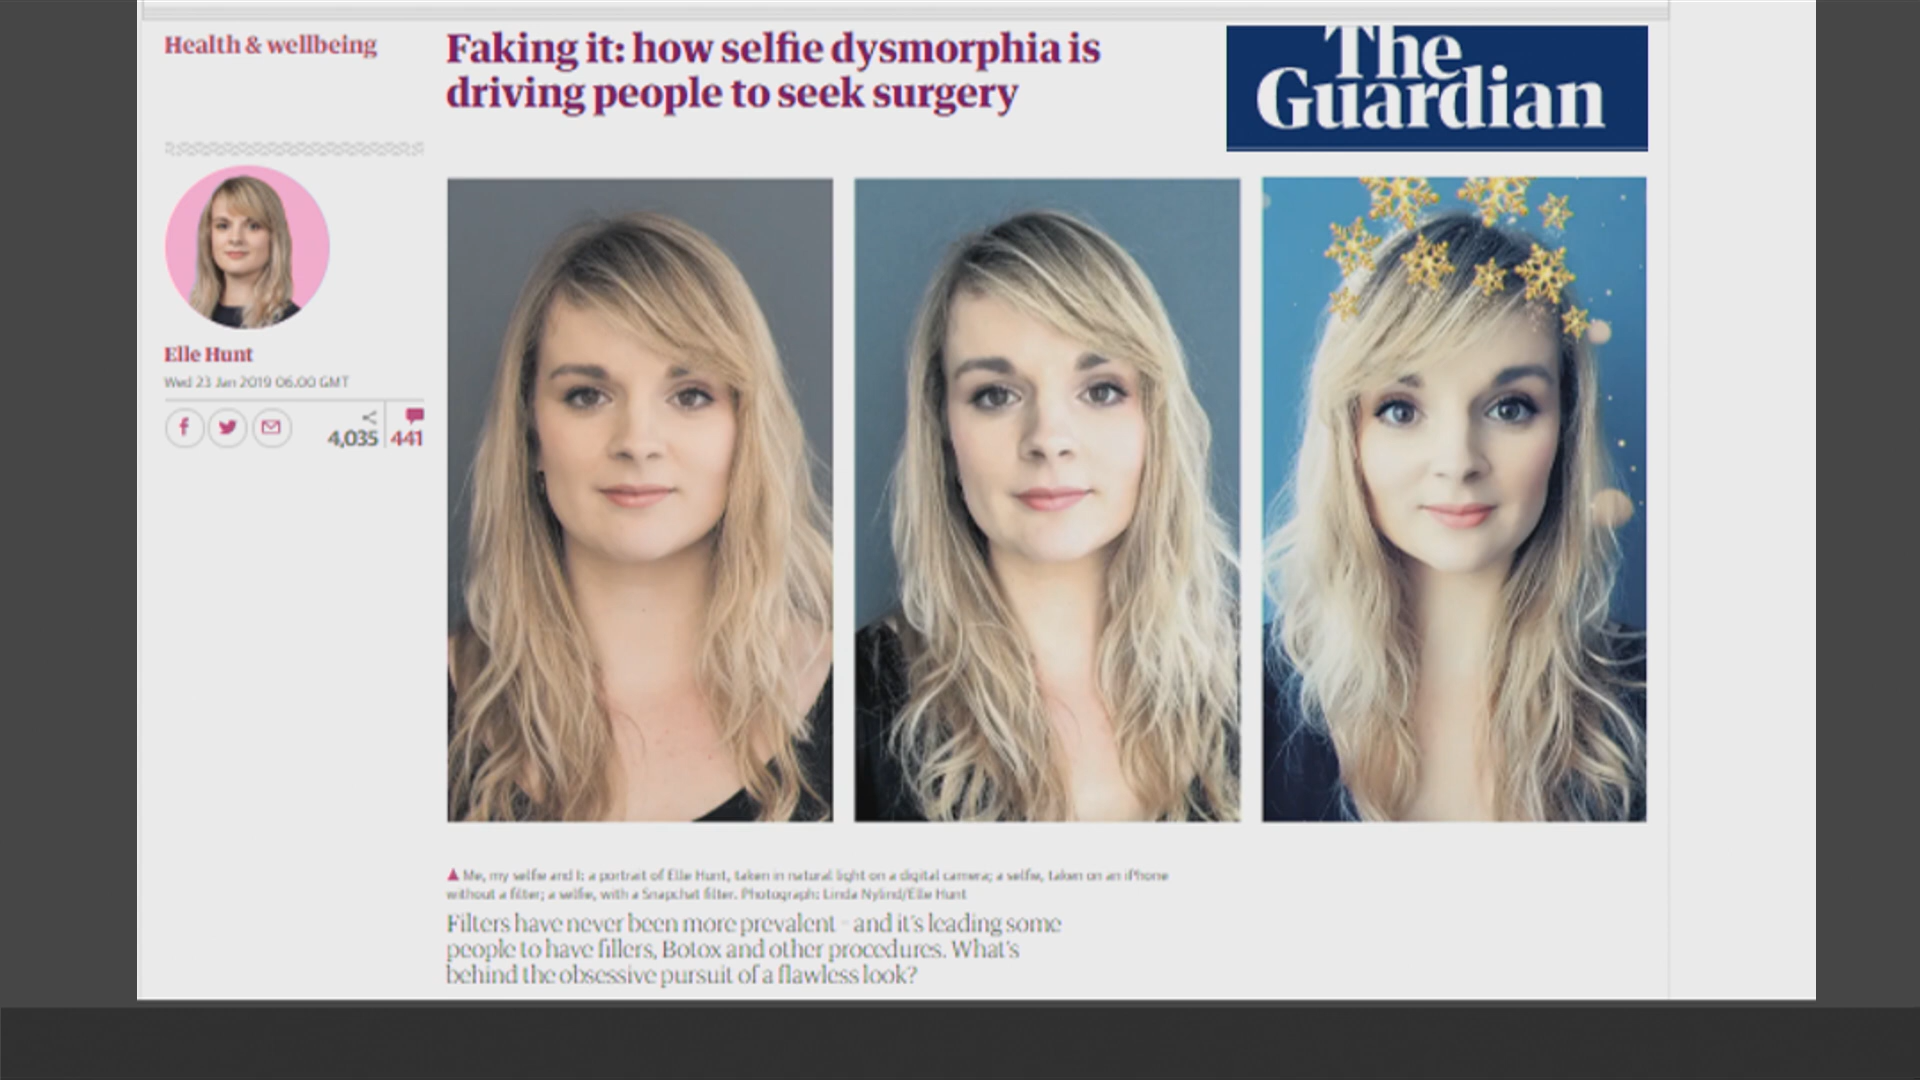 Health & wellbeing
Faking it: how selfie dysmorphia is
driving people to seek surgery
The
Guardian
Elle Hunt
Wed 23 Jan 2019 06.00 GMT
4,035
441
Me, my selfie and I: a portrait of Elle Hunt, taken in natural light on a digital camera; a selfie, taken on an iPhone
without a filter; a selfie, with a Snapchat filter. Photograph: Linda Nylind/Elle Hunt
Filters have never been more prevalent – and it's leading some
people to have fillers, Botox and other procedures. What's
behind the obsessive pursuit of a flawless look?